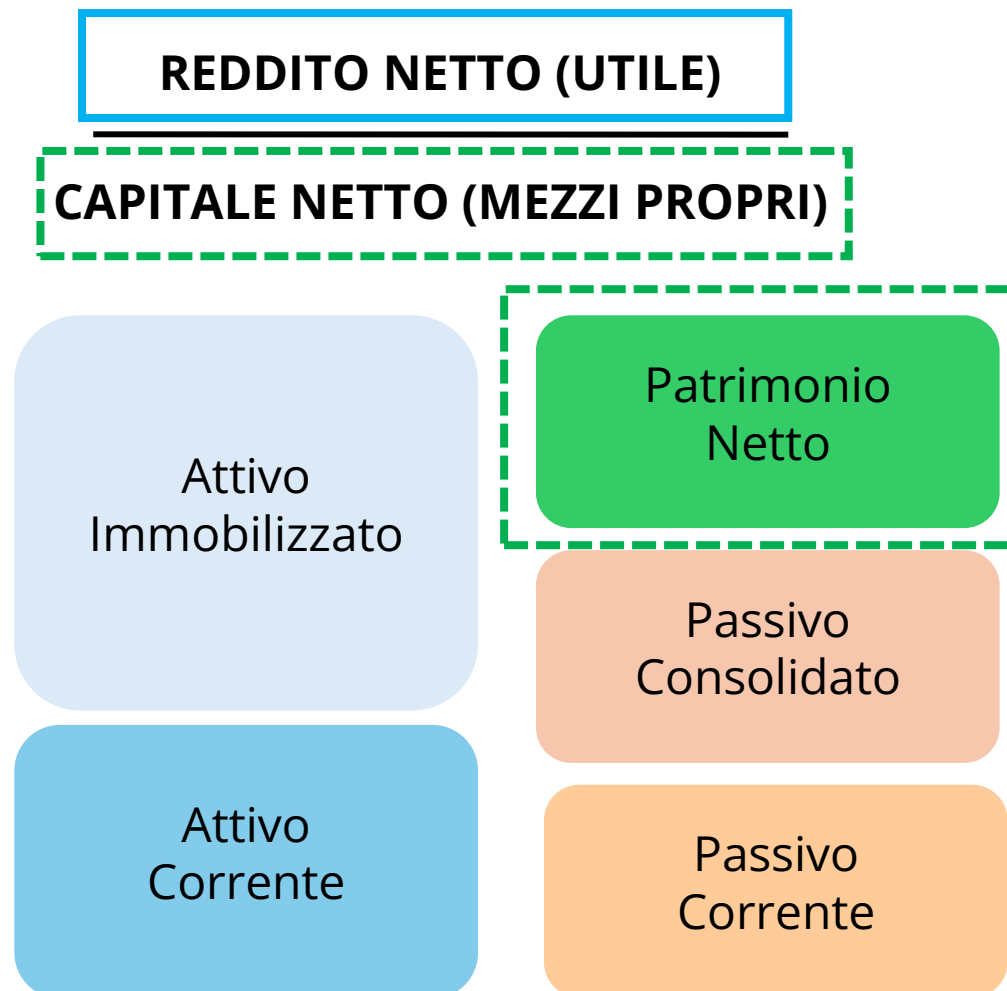 REDDITO NETTO (UTILE)
CAPITALE NETTO (MEZZI PROPRI)
Attivo
Immobilizzato
Attivo
Corrente
Patrimonio
Netto
Passivo
Consolidato
Passivo
Corrente